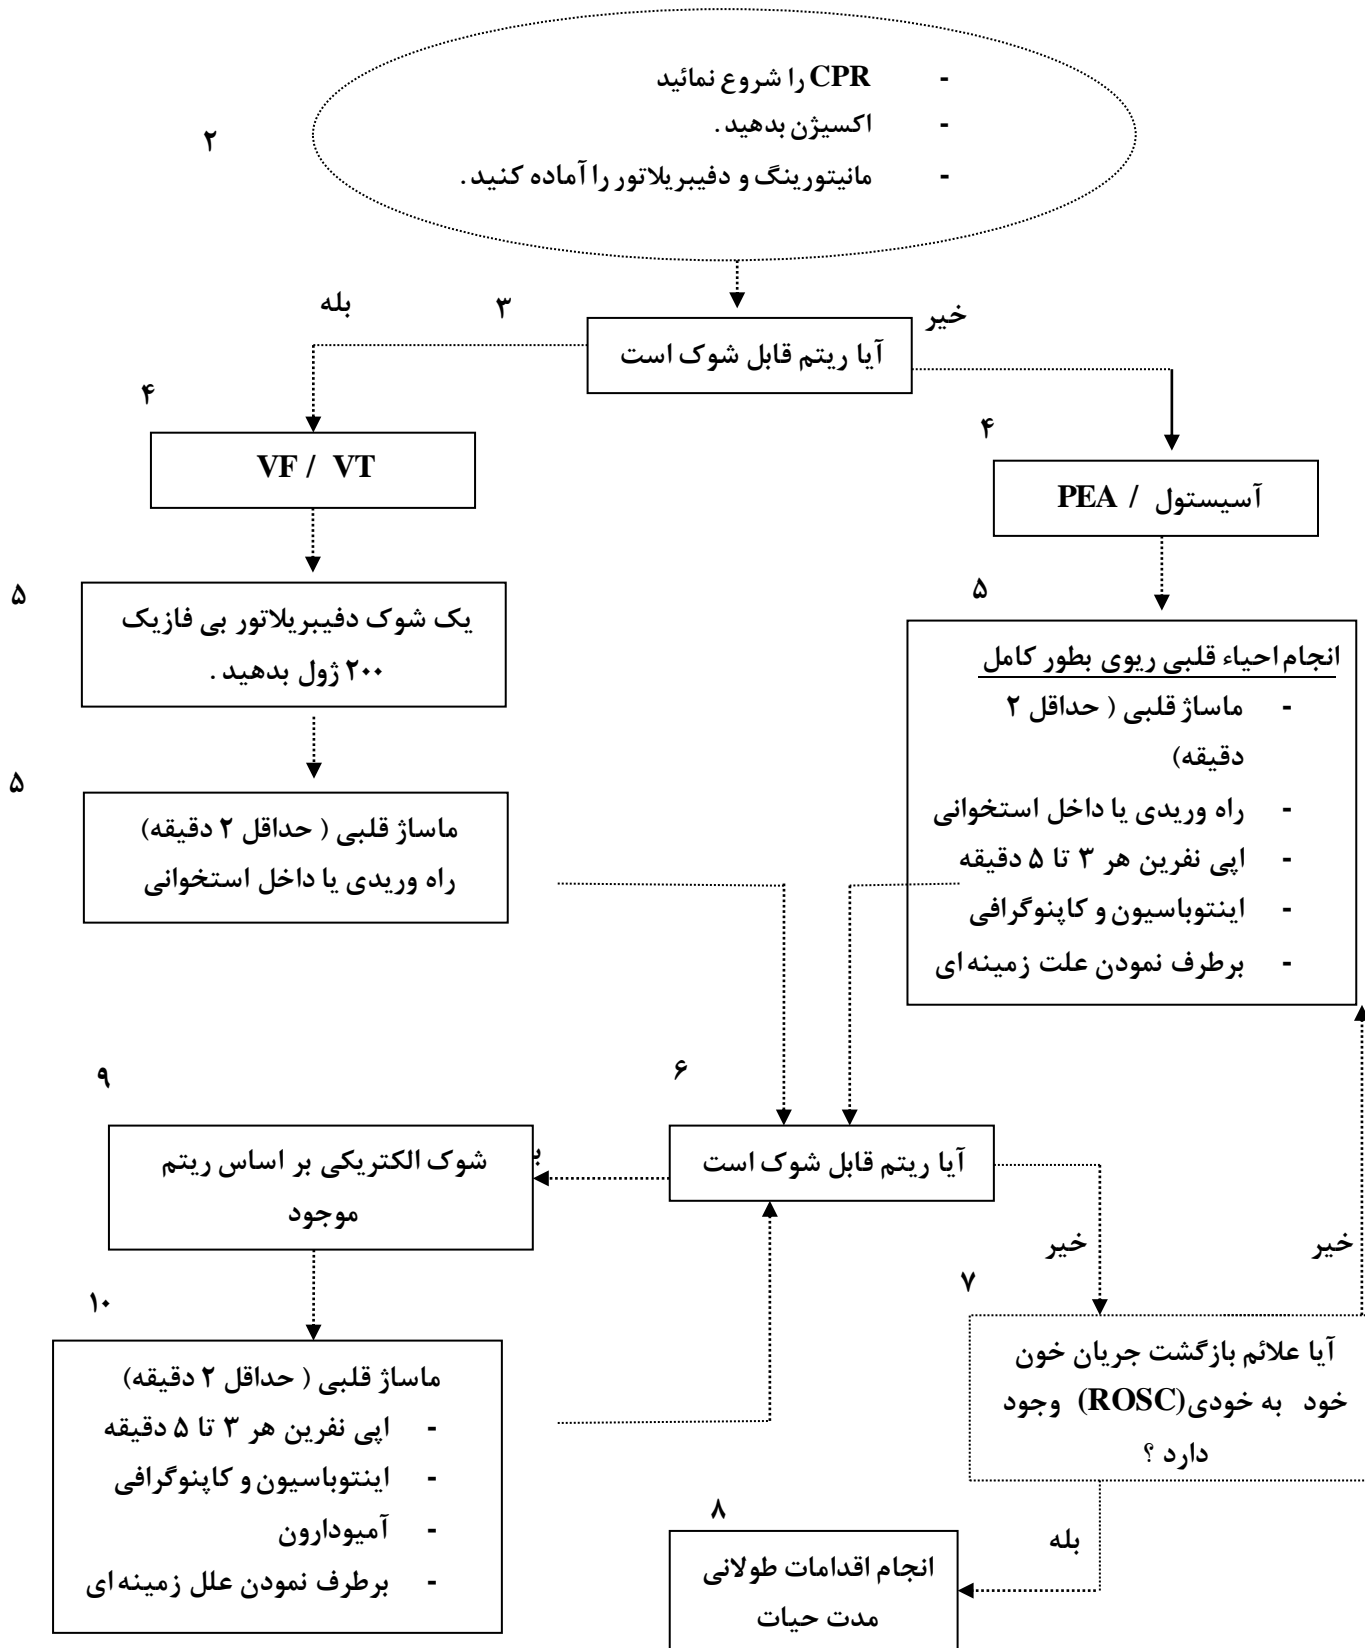 - CPR را شروع نمائید
- اکسیژن بدهید.
- مانیتورینگ و دفیبریلاتور را آماده کنید.
۲
۳
بله
خیر
آیا ریتم قابل شوک است
۴
VF / VT
۴
آسیستول / PEA
۵
یک شوک دفیبریلاتور بی فازیک
۲۰۰ ژول بدهید.
۵
ماساژ قلبی ( حداقل ۲ دقیقه)
راه وریدی یا داخل استخوانی
۵
انجام احیاء قلبی ریوی بطور کامل
- ماساژ قلبی ( حداقل ۲
دقیقه)
- راه وریدی یا داخل استخوانی
- اپی نفرین هر ۳ تا ۵ دقیقه
- اینتوباسیون و کاپنوگرافی
- برطرف نمودن علت زمینه ای
۶
آیا ریتم قابل شوک است
۹
شوک الکتریکی بر اساس ریتم
موجود
خیر
خیر
۷
آیا علائم بازگشت جریان خون
خود به خودی(ROSC) وجود
دارد ؟
۱۰
ماساژ قلبی ( حداقل ۲ دقیقه)
- اپی نفرین هر ۳ تا ۵ دقیقه
- اینتوباسیون و کاپنوگرافی
- آمیودارون
- برطرف نمودن علل زمینه ای
بله
۸
انجام اقدامات طولانی
مدت حیات